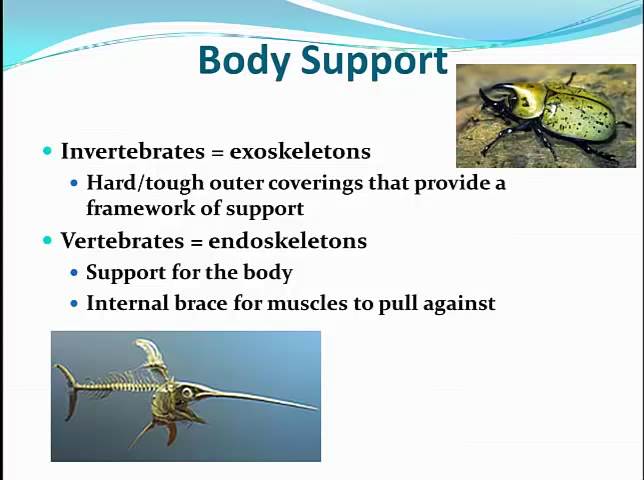 Body Support
Invertebrates = exoskeletons
Hard/tough outer coverings that provide a
framework of support
Vertebrates = endoskeletons
Support for the body
Internal brace for muscles to pull against